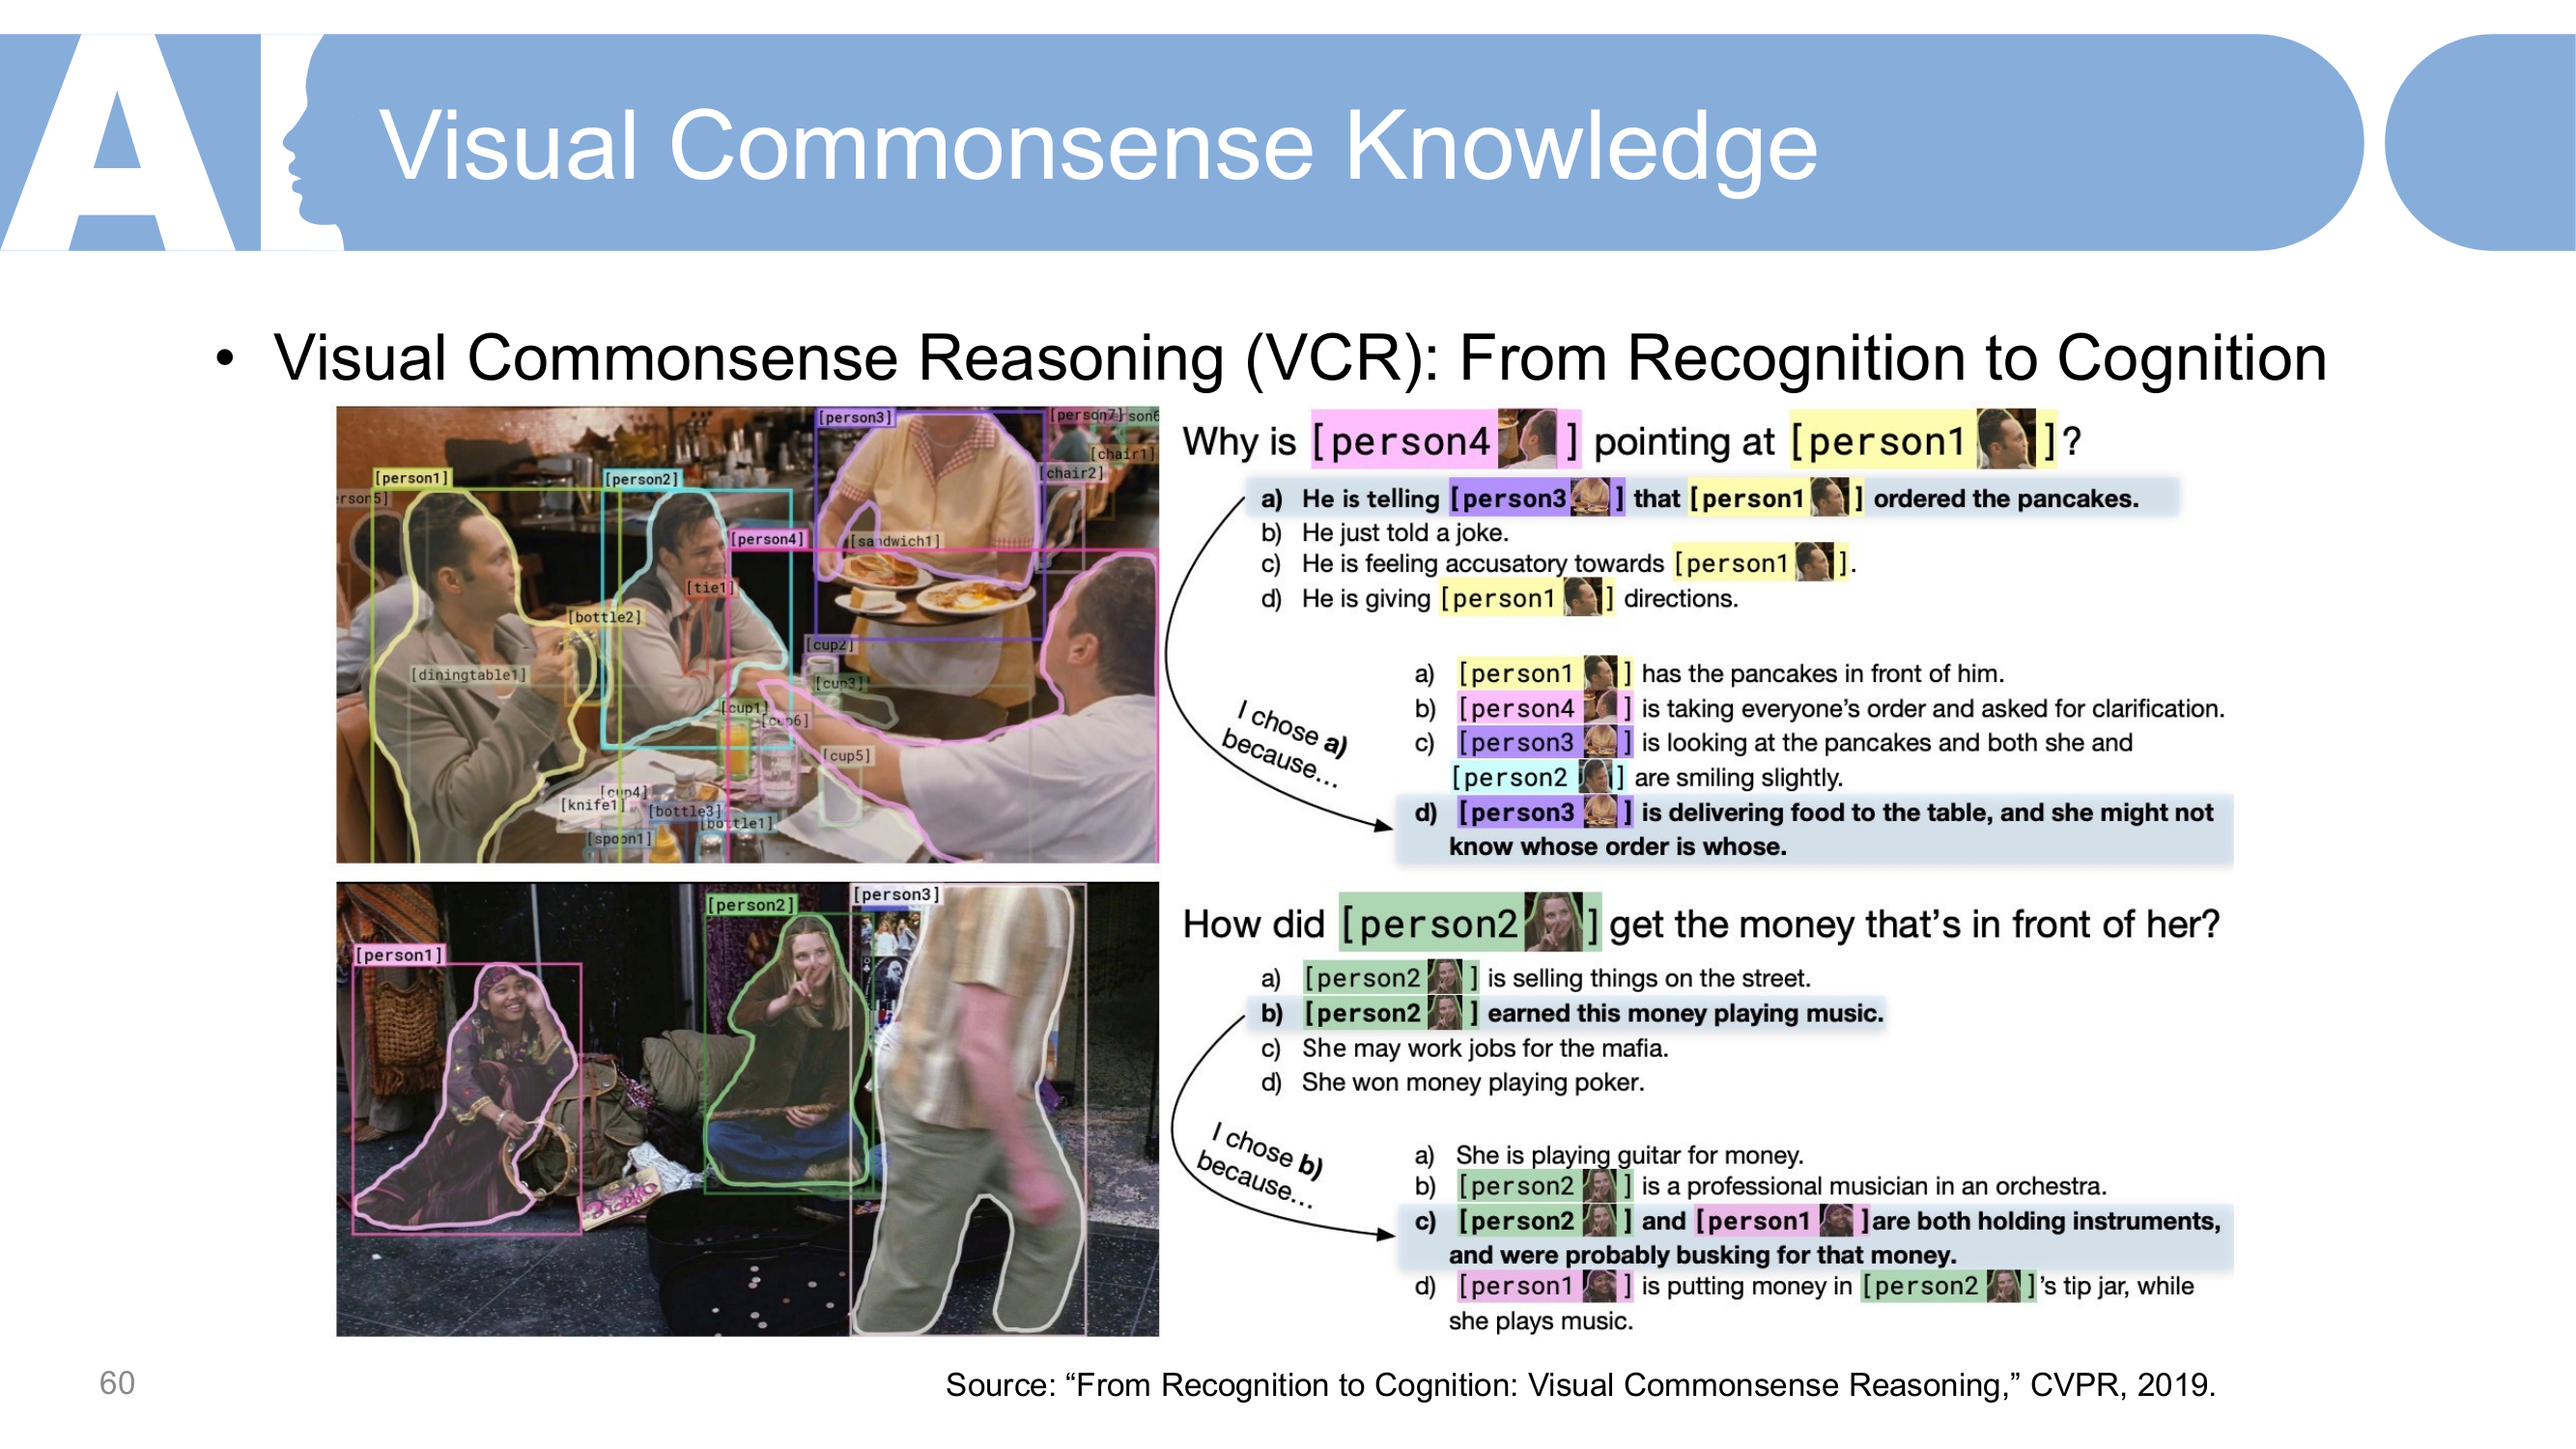 AI
Visual Commonsense Knowledge
• Visual Commonsense Reasoning (VCR): From Recognition to Cognition
[person1]
[person2]
[person3]
[person4]
erson5]
[person7]
erson6
[chair1]
[chair2]
[sandwich1]
[tie1]
[bottle2]
[diningtable1]
[cup2]
[cup3]
[cup1]
[cup6]
[cup5]
[cup4]
[knife1]
[bottle3]
[bottle1]
[spoon1]
Why is [person4 ] pointing at [person1 ]?
a) He is telling [person3 ] that [person1 ] ordered the pancakes.
b) He just told a joke.
c) He is feeling accusatory towards [person1 ].
d) He is giving [person1 ] directions.
I chose a)
because...
a) [person1 ] has the pancakes in front of him.
b) [person4 ] is taking everyone's order and asked for clarification.
c) [person3 ] is looking at the pancakes and both she and
[person2 ] are smiling slightly.
d) [person3 ] is delivering food to the table, and she might not
know whose order is whose.
[person1]
[person2]
[person3]
How did [person2 ] get the money that's in front of her?
a) [person2 ] is selling things on the street.
b) [person2 ] earned this money playing music.
c) She may work jobs for the mafia.
d) She won money playing poker.
I chose b)
because...
a) She is playing guitar for money.
b) [person2 ] is a professional musician in an orchestra.
c) [person2 ] and [person1 ]are both holding instruments,
and were probably busking for that money.
d) [person1 ] is putting money in [person2 ]'s tip jar, while
she plays music.
60
Source: “From Recognition to Cognition: Visual Commonsense Reasoning,” CVPR, 2019.